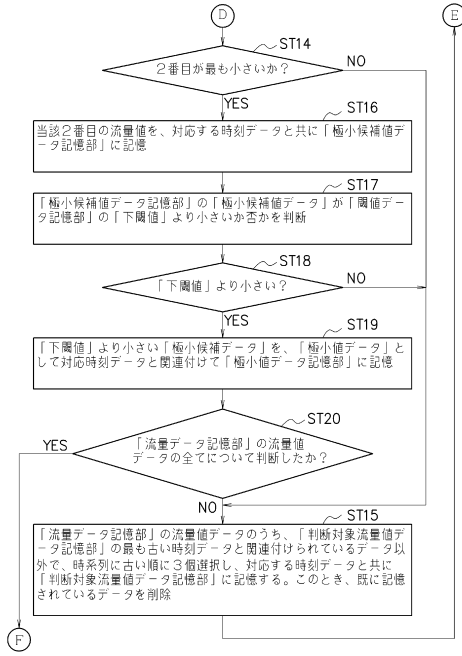 D
E
ST14
2番目が最も小さいか?
NO
YES
ST16
当該2番目の流量値を、対応する時刻データと共に「極小候補値デ
ータ記憶部」に記憶
ST17
「極小候補値データ記憶部」の「極小候補値データ」が「閾値デー
タ記憶部」の「下閾値」より小さいか否かを判断
ST18
「下閾値」より小さい?
NO
YES
ST19
「下閾値」より小さい「極小候補データ」を、「極小値データ」と
して対応時刻データと関連付けて「極小値データ記憶部」に記憶
ST20
「流量データ記憶部」の流量値
データの全てについて判断したか?
YES
NO
ST15
「流量データ記憶部」の流量値データのうち、「判断対象流量値デ
ータ記憶部」の最も古い時刻データと関連付けられているデータ以
外で、時系列に古い順に3個選択し、対応する時刻データと共に
「判断対象流量値データ記憶部」に記憶する。このとき、既に記憶
されているデータを削除
F